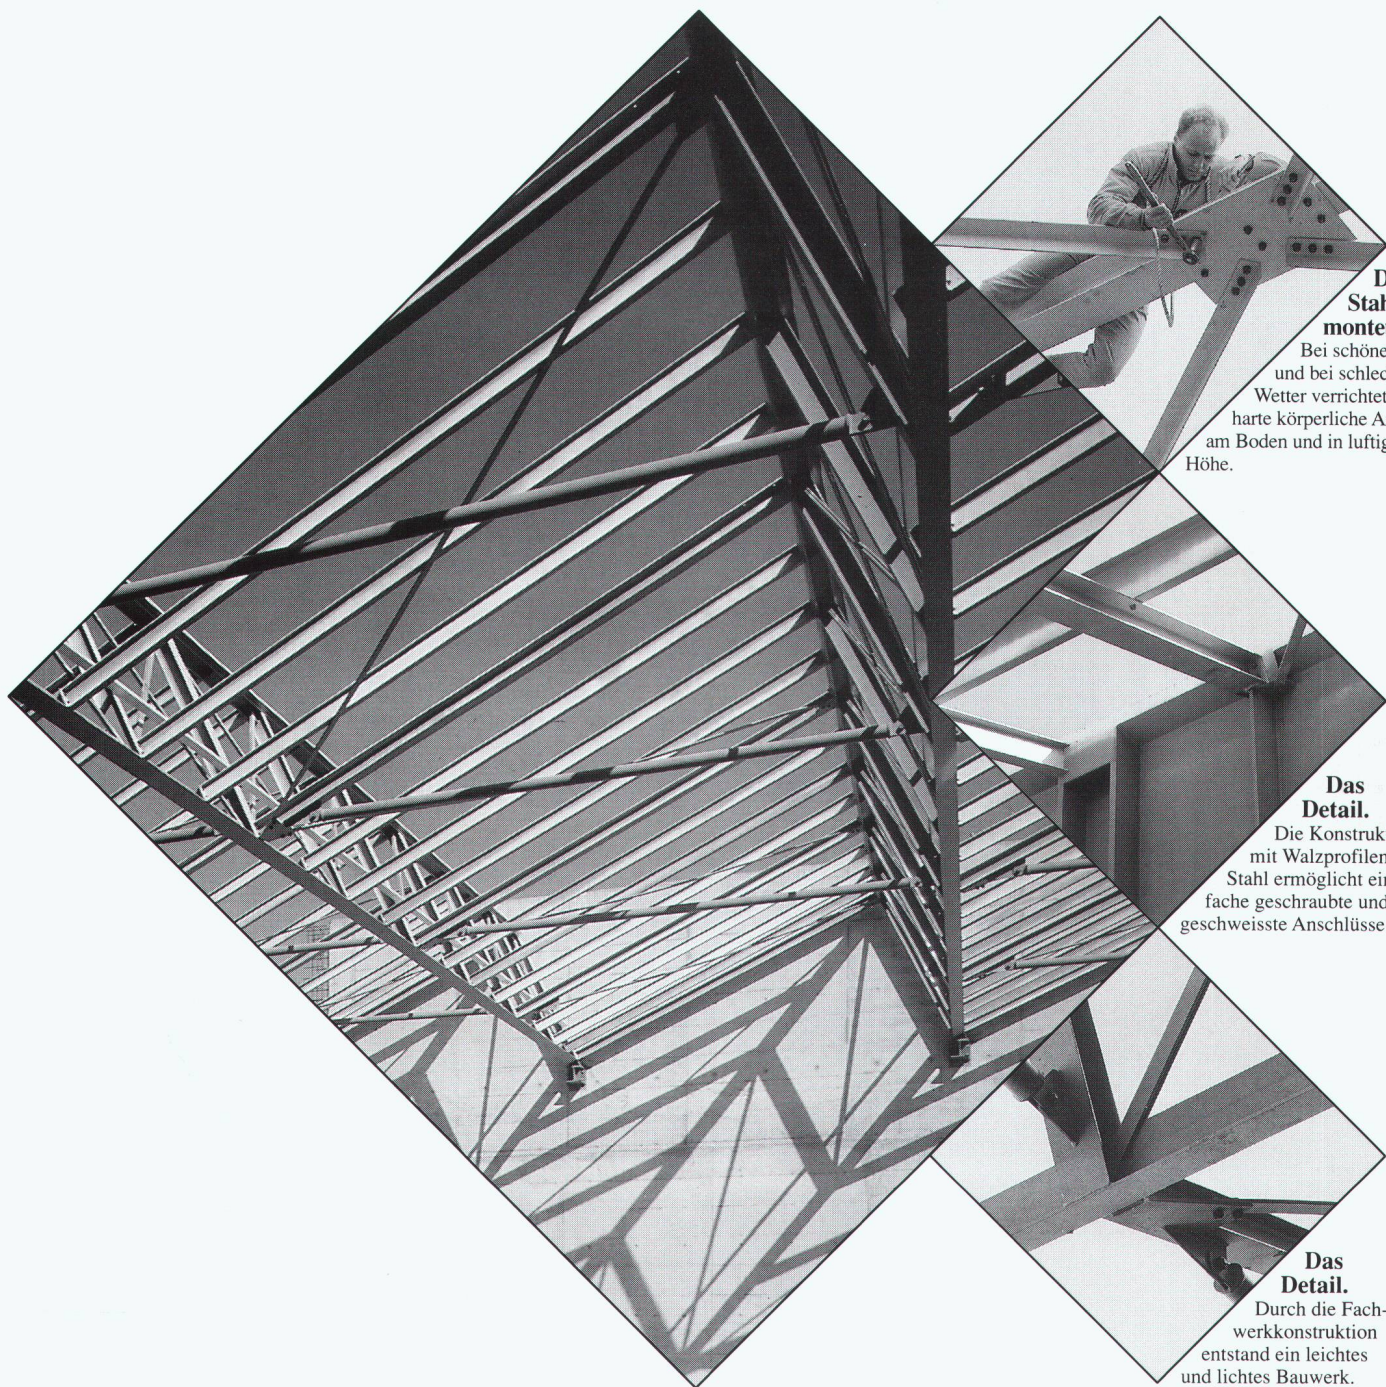 Bei schöne
und bei schlec
Wetter verrichtet
harte körperliche A
am Boden und in luftig
Höhe.
Das
Detail.
Die Konstruk
mit Walzprofilen
Stahl ermöglicht ein
fache geschraubte und
geschweisste Anschlüsse
Das
Detail.
Durch die Fach-
werkkonstruktion
entstand ein leichtes
und lichtes Bauwerk.